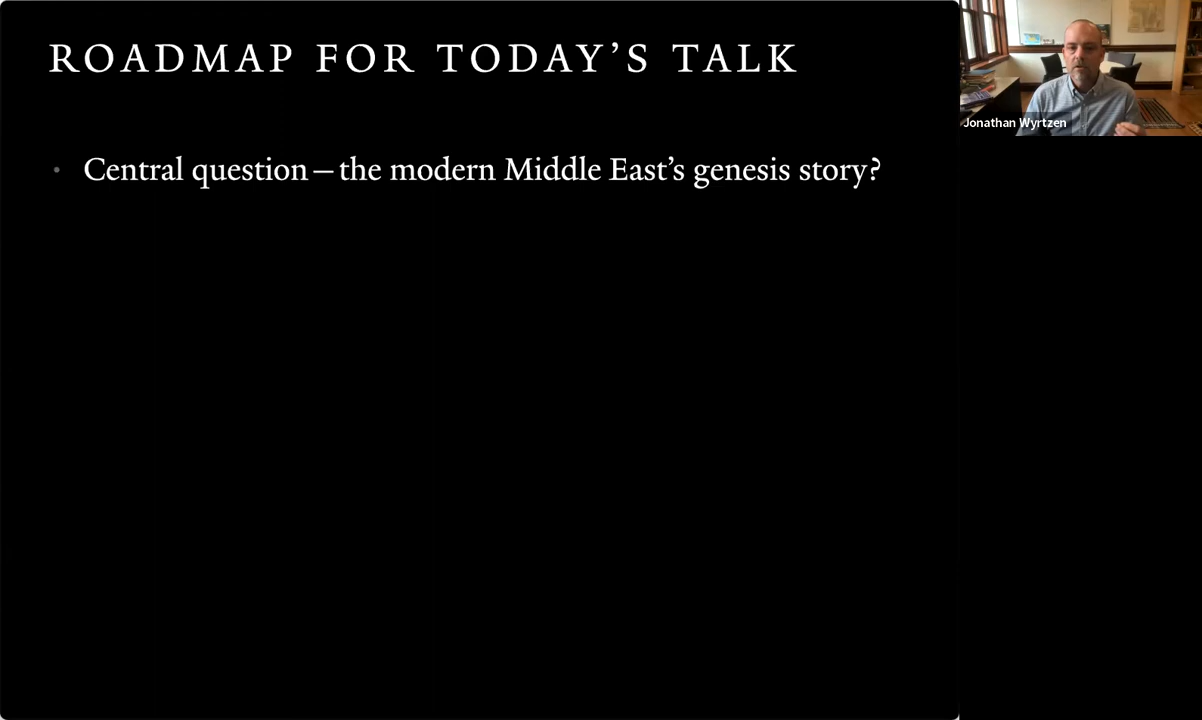 ROADMAP FOR TODAY’S TALK
• Central question — the modern Middle East’s genesis story?
Jonathan Wyrtzen